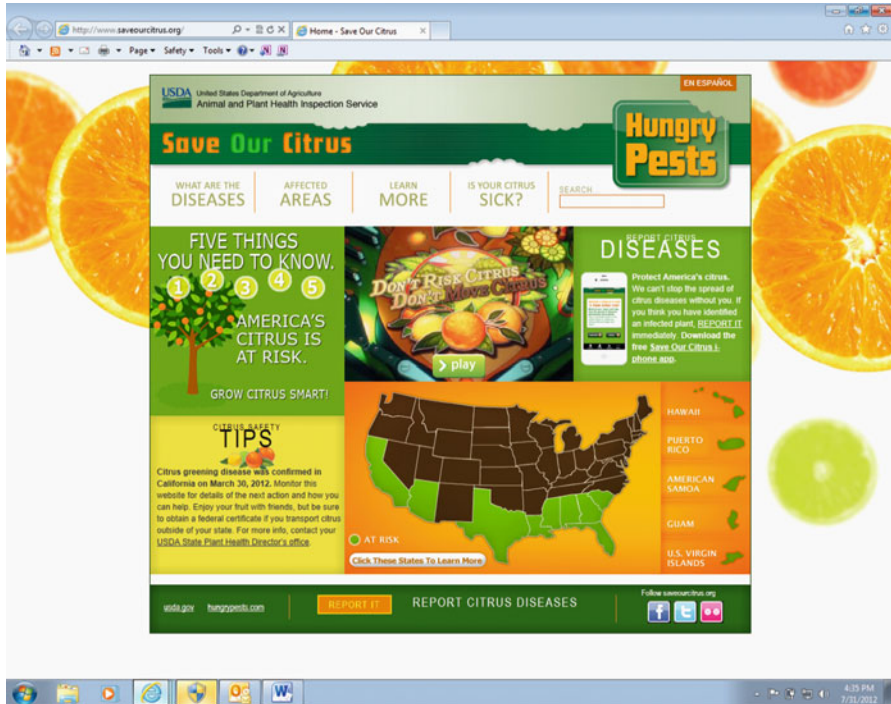 http://www.saveourcitrus.org/
Home - Save Our Citrus
Page Safety Tools
USDA United States Department of Agriculture
Animal and Plant Health Inspection Service
EN ESPAÑOL
Save Our Citrus
Hungry
Pests
WHAT ARE THE
DISEASES
AFFECTED
AREAS
LEARN
MORE
IS YOUR CITRUS
SICK?
SEARCH
FIVE THINGS
YOU NEED TO KNOW.
1 2 3 4 5
AMERICA'S
CITRUS IS
AT RISK.
GROW CITRUS SMART!
DON'T RISK CITRUS
DON'T MOVE CITRUS
play
REPORT CITRUS
DISEASES
Protect America's citrus.
We can't stop the spread of
citrus diseases without you. If
you think you have identified
an infected plant, REPORT IT
immediately. Download the
free Save Our Citrus i-
phone app.
CITRUS SAFETY
TIPS
Citrus greening disease was confirmed in
California on March 30, 2012. Monitor this
website for details of the next action and how you
can help. Enjoy your fruit with friends, but be sure
to obtain a federal certificate if you transport citrus
outside of your state. For more info, contact your
USDA State Plant Health Director's office.
AT RISK
Click These States To Learn More
HAWAII
PUERTO
RICO
AMERICAN
SAMOA
GUAM
U.S. VIRGIN
ISLANDS
usda.gov hungrypests.com
REPORT IT
REPORT CITRUS DISEASES
Follow saveourcitrus.org
4:35 PM
7/31/2012